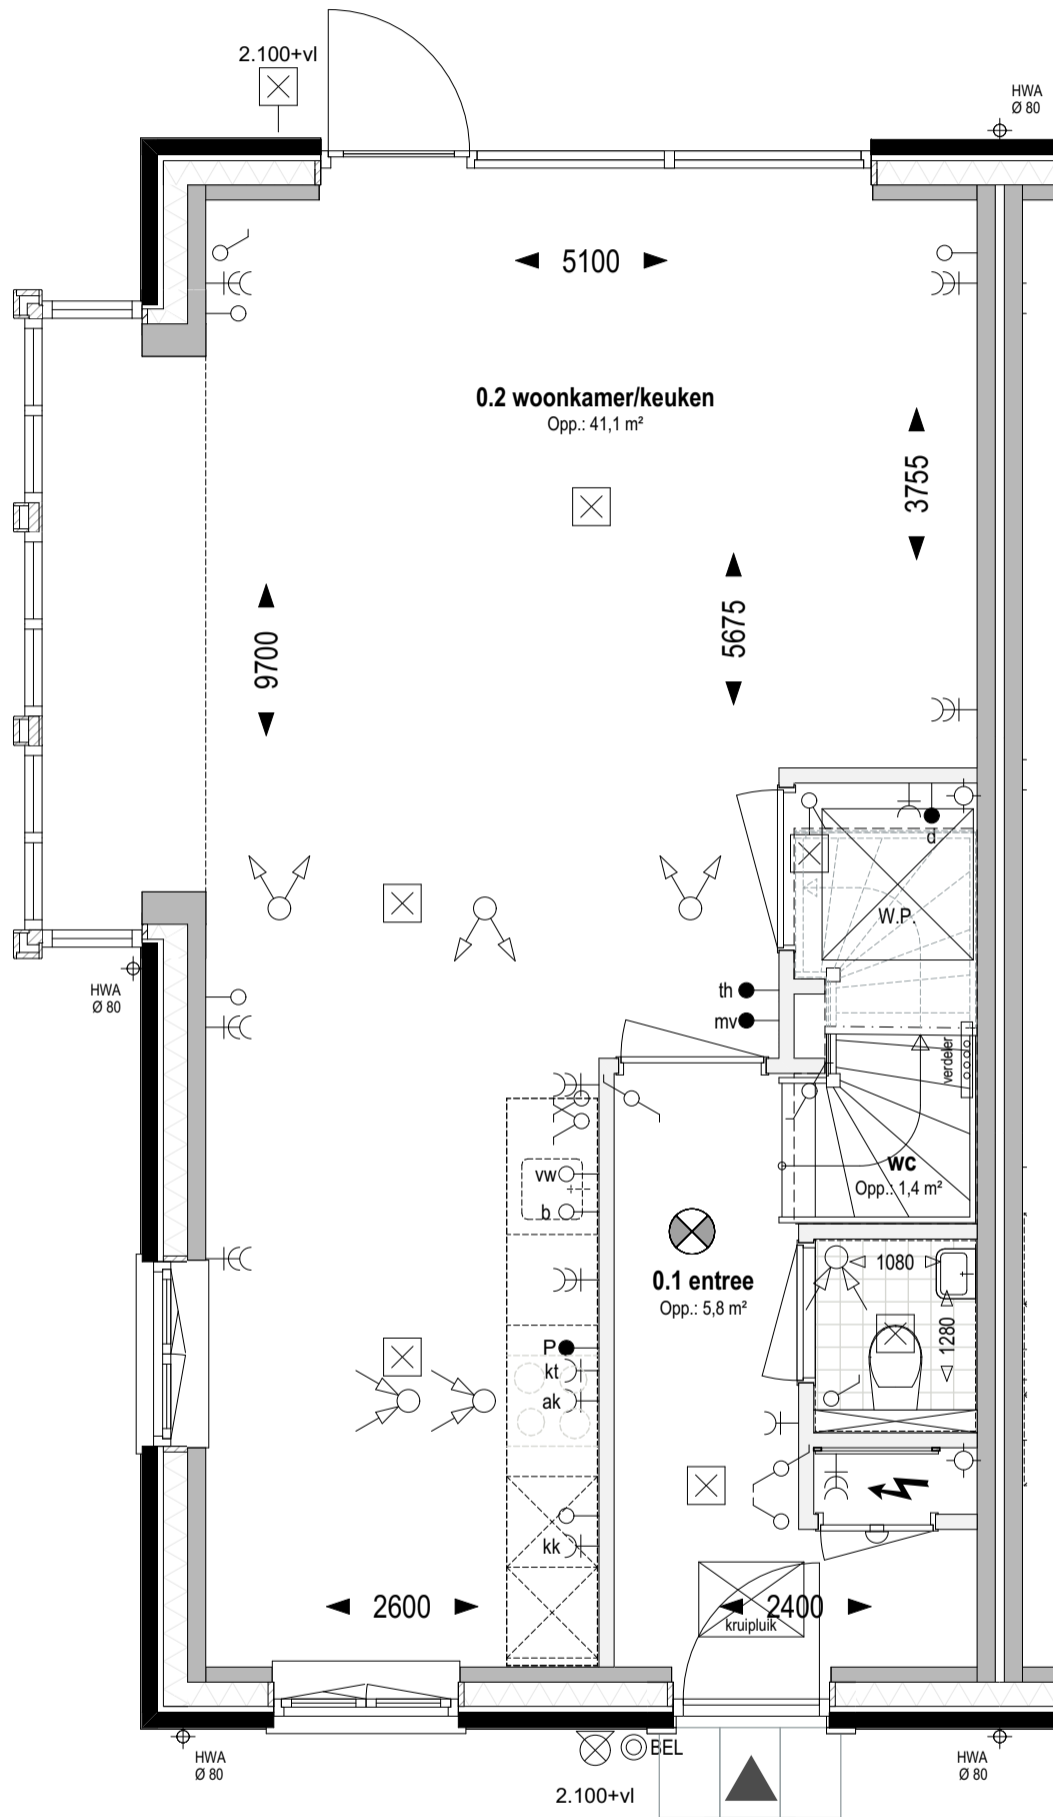 2.100+vl
HWA
Ø 80
5100
0.2 woonkamer/keuken
Opp.: 41,1 m²
3755
5675
9700
d
W.P.
th
mv
HWA
Ø 80
verdeler
vw
b
wc
Opp.: 1,4 m²
0.1 entree
Opp.: 5,8 m²
1080
1280
P
kt
ak
kk
2600
2400
kruipluik
HWA
Ø 80
BEL
2.100+vl
HWA
Ø 80